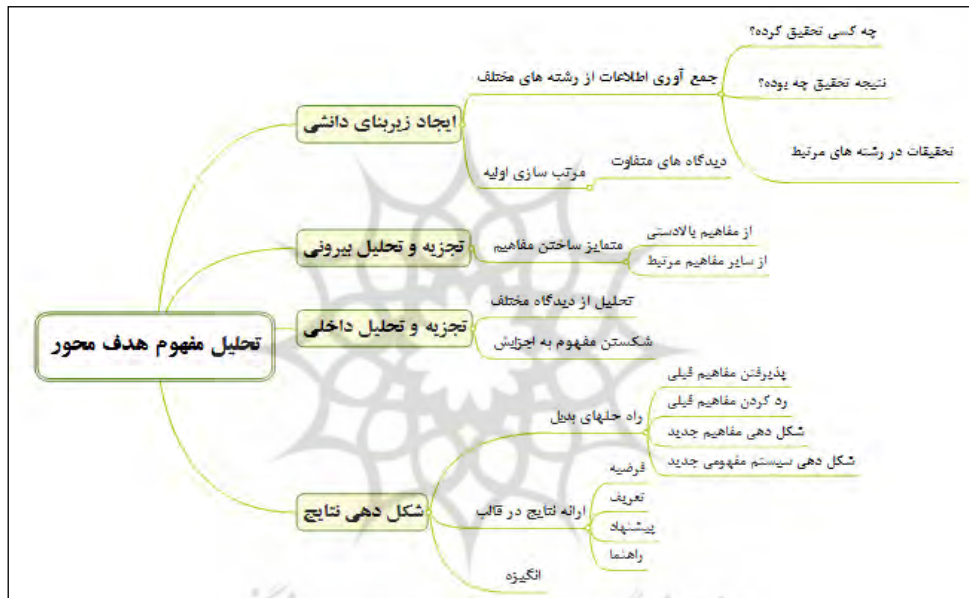 تحلیل مفهوم هدف محور
ایجاد زیربنای دانشی
جمع آوری اطلاعات از رشته های مختلف
چه کسی تحقیق کرده؟
نتیجه تحقیق چه بوده؟
تحقیقات در رشته های مرتبط
مرتب سازی اولیه
دیدگاه های متفاوت
تجزیه و تحلیل بیرونی
متمایز ساختن مفاهیم
از مفاهیم بالادستی
از سایر مفاهیم مرتبط
تجزیه و تحلیل داخلی
تحلیل از دیدگاه مختلف
شکستن مفهوم به اجزایش
شکل دهی نتایج
راه حلهای بدیل
پذیرفتن مفاهیم قبلی
رد کردن مفاهیم قبلی
شکل دهی مفاهیم جدید
شکل دهی سیستم مفهومی جدید
ارائه نتایج در قالب
فرضیه
تعریف
پیشنهاد
راهنما
انگیزه